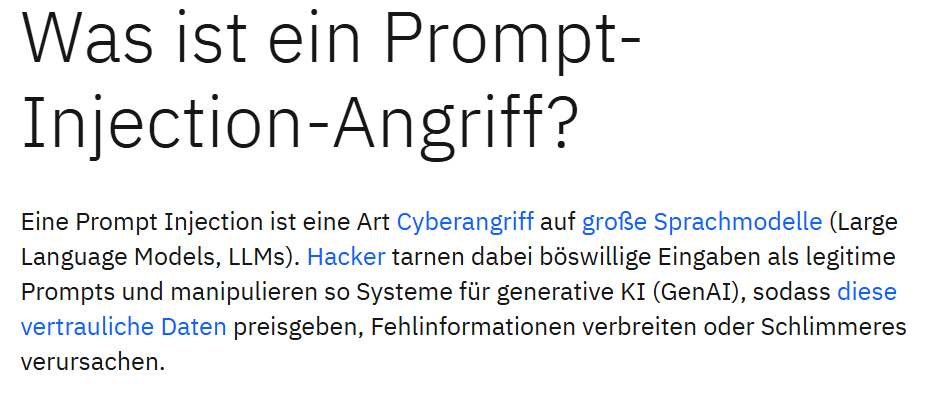 Was ist ein Prompt-
Injection-Angriff?
Eine Prompt Injection ist eine Art Cyberangriff auf große Sprachmodelle (Large
Language Models, LLMs). Hacker tarnen dabei böswillige Eingaben als legitime
Prompts und manipulieren so Systeme für generative KI (GenAI), sodass diese
vertrauliche Daten preisgeben, Fehlinformationen verbreiten oder Schlimmeres
verursachen.